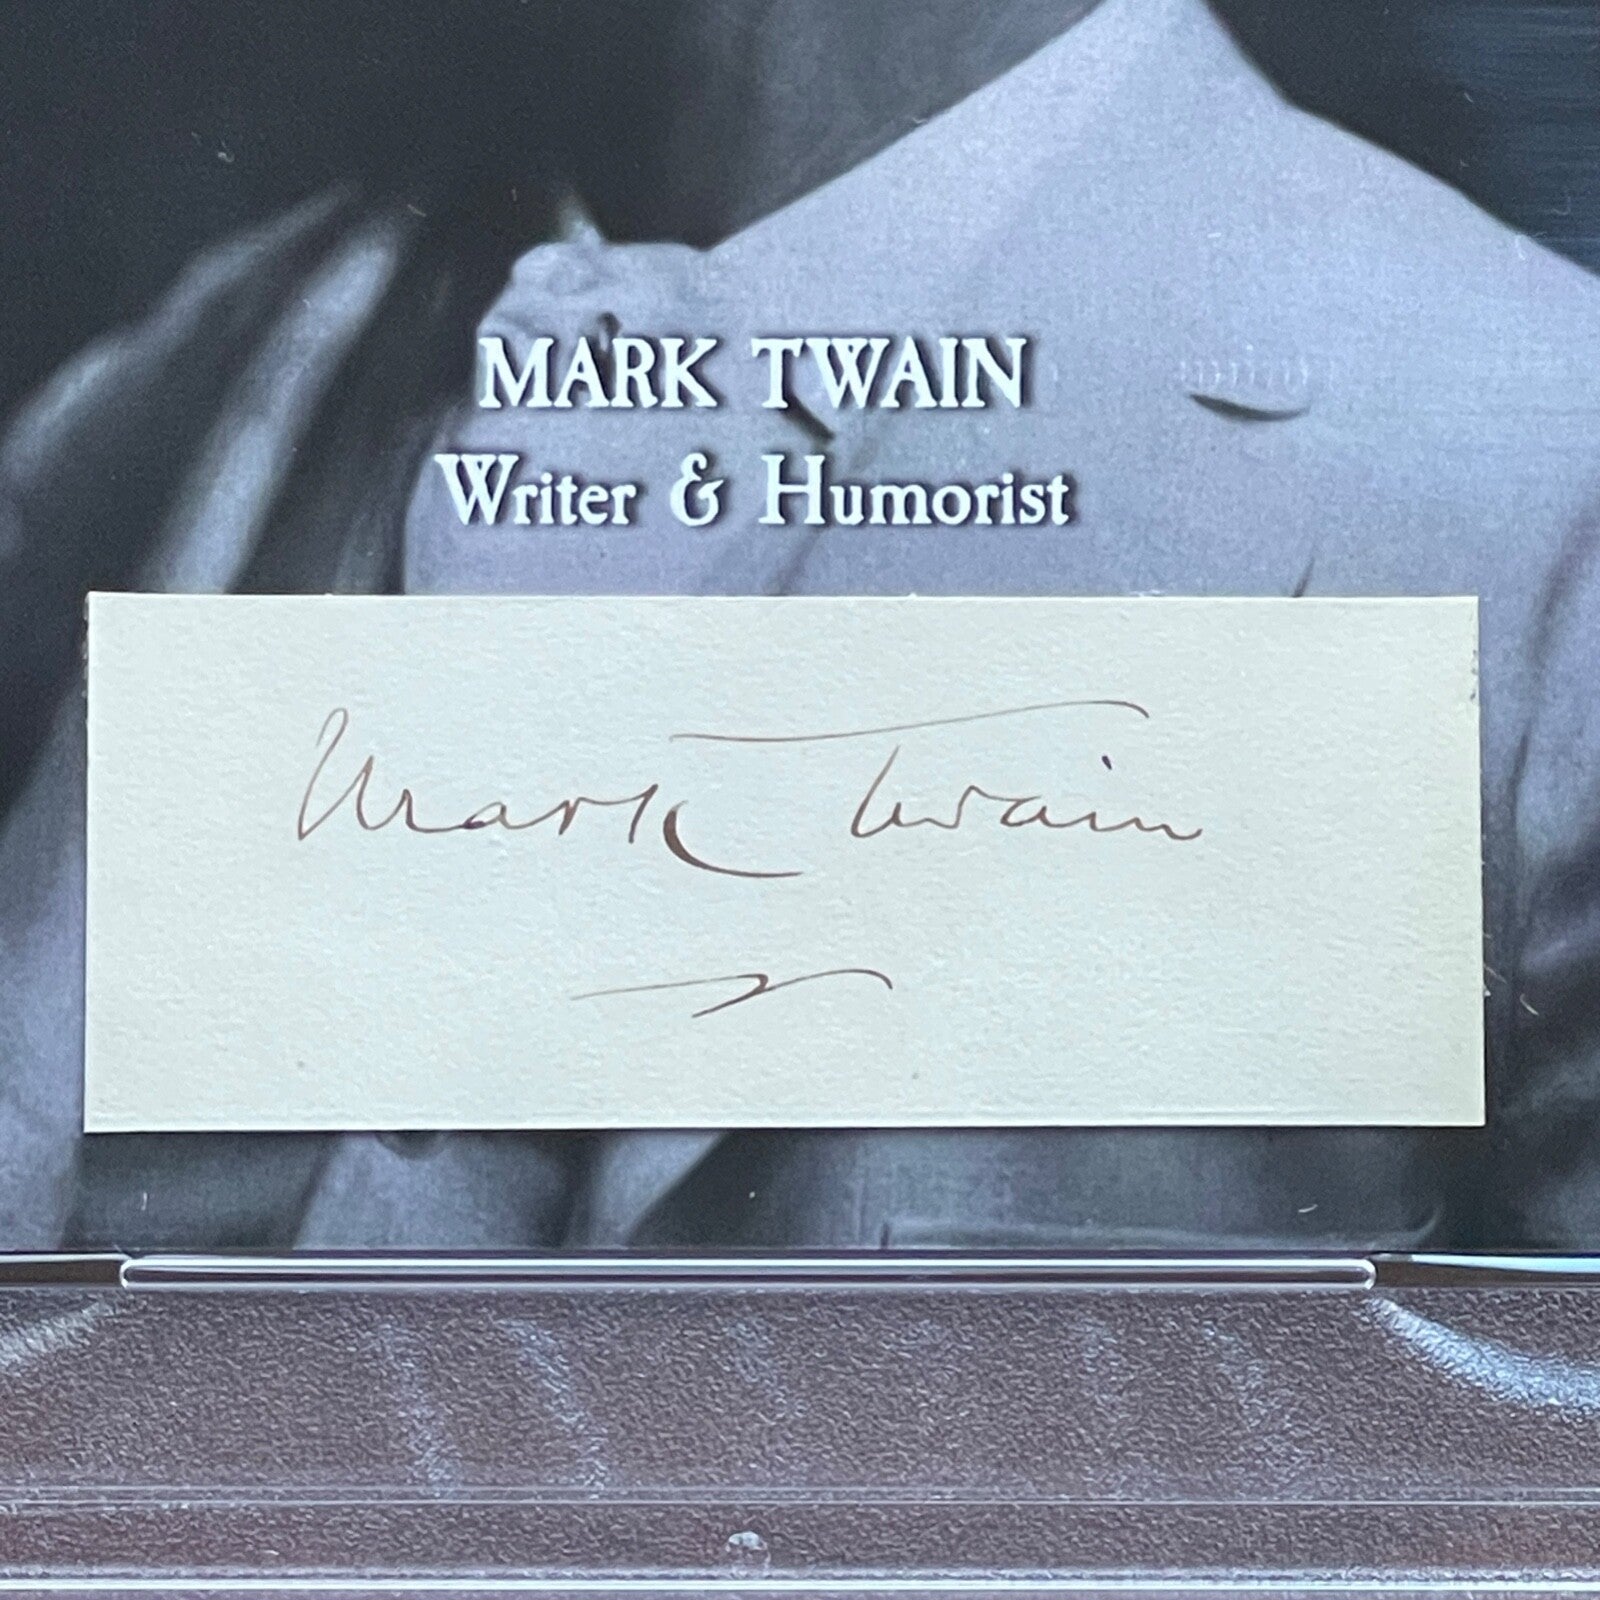 MARK TWAIN
Writer & Humorist
Mark Twain